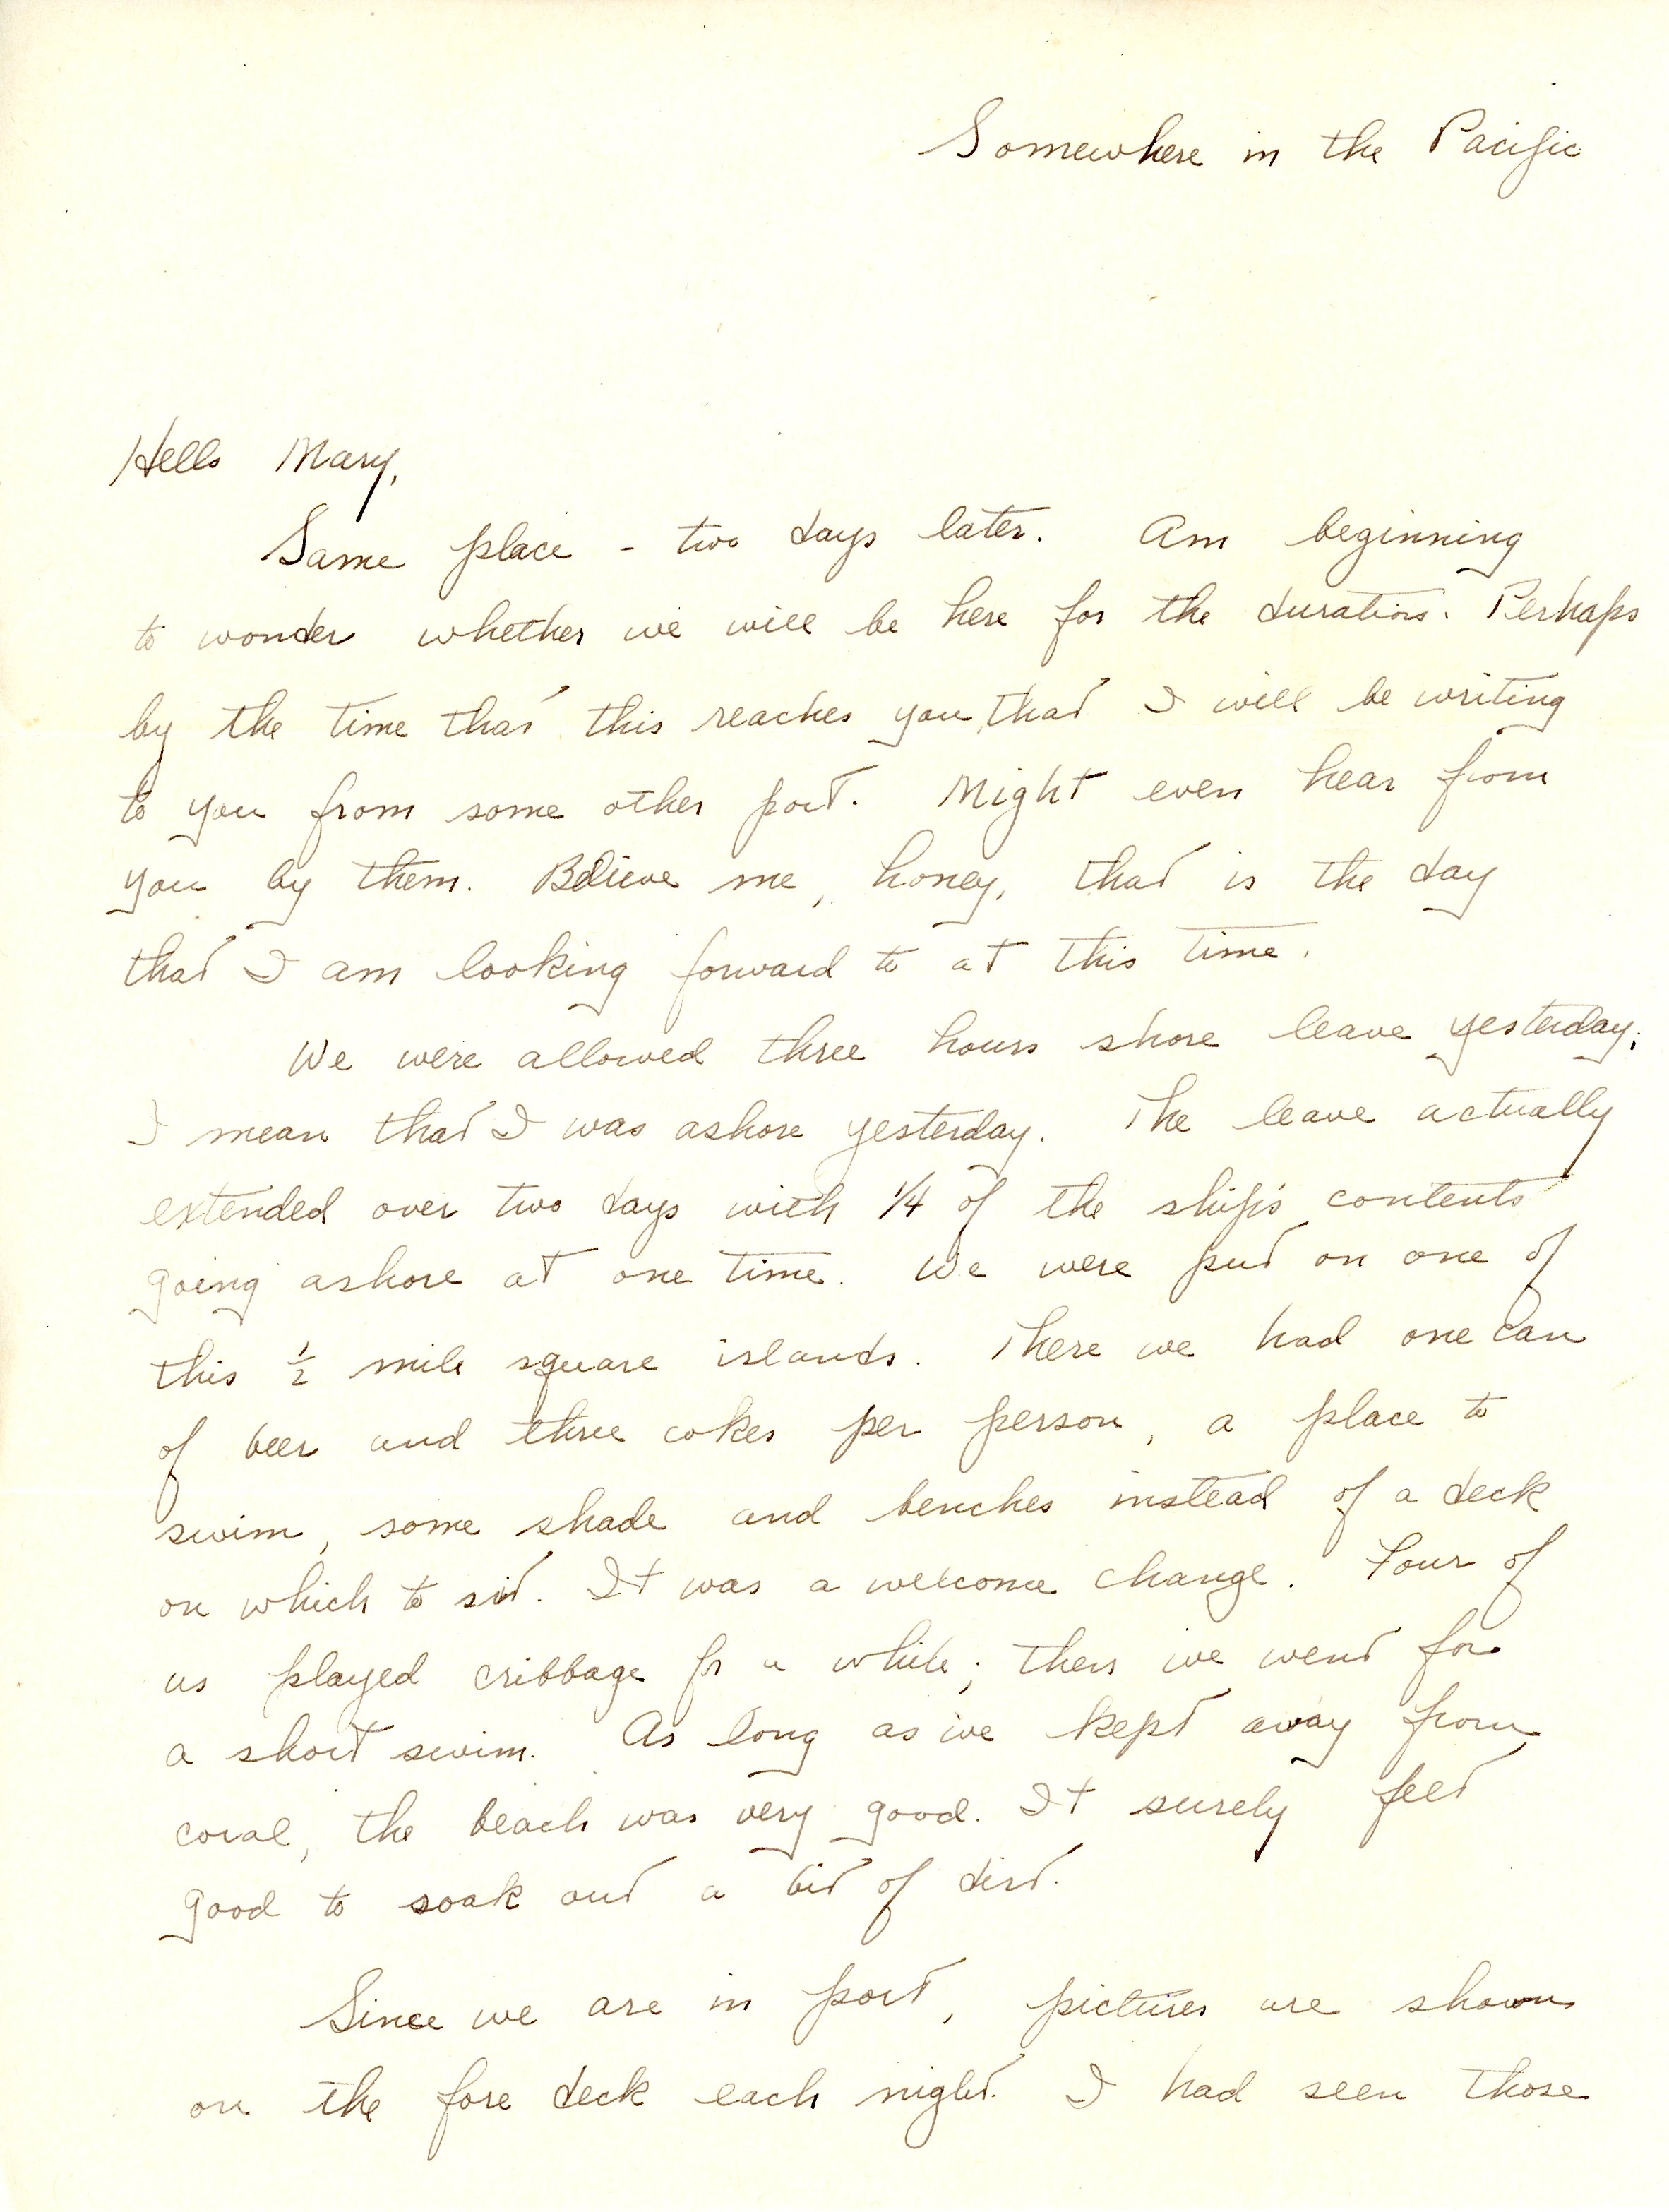 Somewhere in the Pacific
Hello Mary,
Same place - two days later. Am beginning
to wonder whether we will be here for the duration. Perhaps
by the time that this reaches you, that I will be writing
to you from some other port. Might even hear from
you by then. Believe me, honey, that is the day
that I am looking forward to at this time.
We were allowed three hours shore leave yesterday;
I mean that I was ashore yesterday. The leave actually
extended over two days with 1/4 of the ship's contents
going ashore at one time. We were put on one of
this ½ mile square islands. There we had one can
of beer and three cokes per person, a place to
swim, some shade and benches instead of a deck
on which to sit. It was a welcome change. Four of
us played cribbage for a while; then we went for
a short swim. As long as we kept away from
coral, the beach was very good. It surely felt
good to soak out a bit of dirt.
Since we are in port, pictures are shown
on the fore deck each night. I had seen those